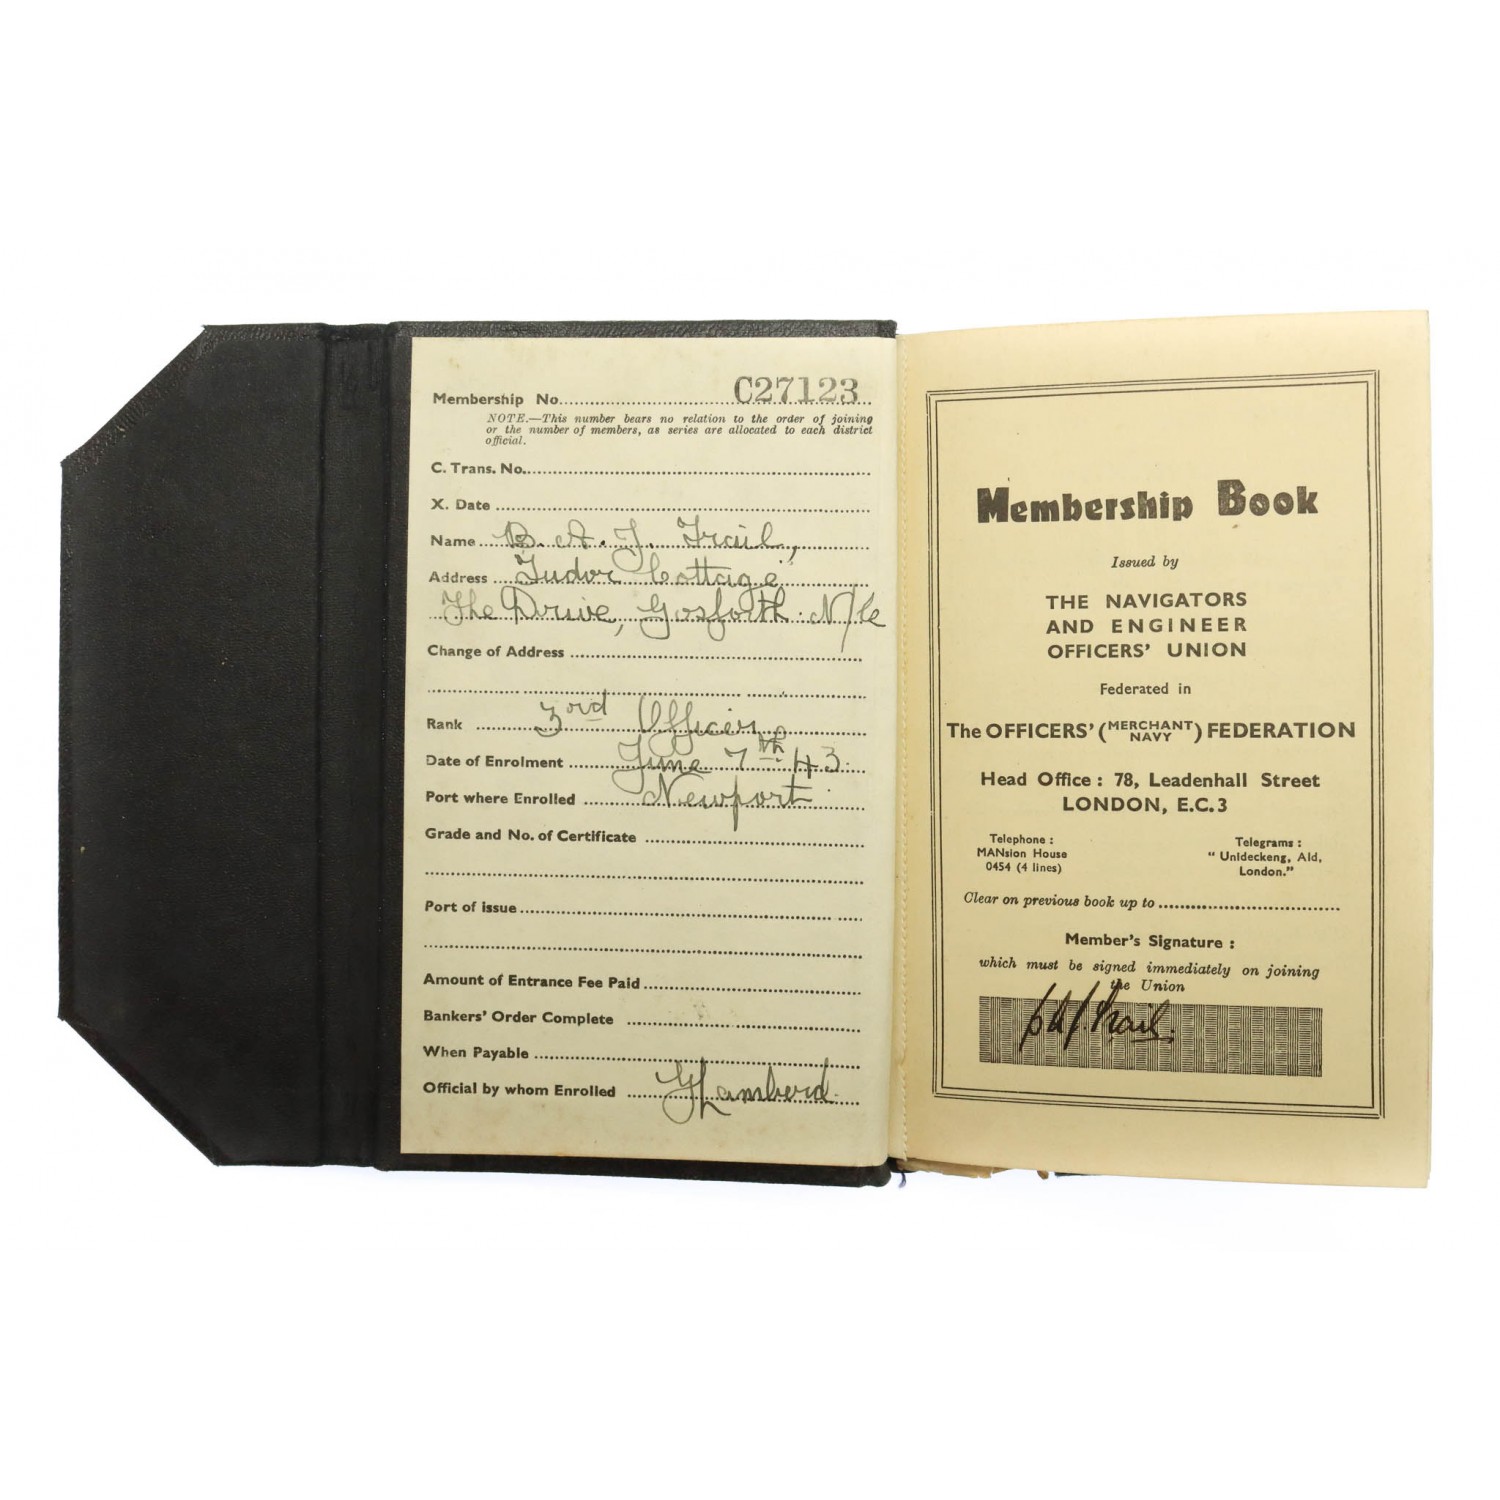 Membership No. C27123
NOTE.—This number bears no relation to the order of joining
or the number of members, as series are allocated to each district
official.
C. Trans. No.
X. Date
Name B. A. J. Trail,
Address "Tudor Cottage"
The Drive, Gosforth. N/cle
Change of Address
Rank 3rd Officer
Date of Enrolment June 7th 43.
Port where Enrolled Newport
Grade and No. of Certificate
Port of issue
Amount of Entrance Fee Paid
Bankers' Order Complete
When Payable
Official by whom Enrolled
Membership Book
Issued by
THE NAVIGATORS
AND ENGINEER
OFFICERS' UNION
Federated in
The OFFICERS' (MERCHANT NAVY) FEDERATION
Head Office : 78, Leadenhall Street
LONDON, E.C.3
Telephone :
MANsion House
0454 (4 lines)
Telegrams :
" Unideckeng, Ald,
London."
Clear on previous book up to
Member's Signature :
which must be signed immediately on joining
the Union
B A J. Trail.